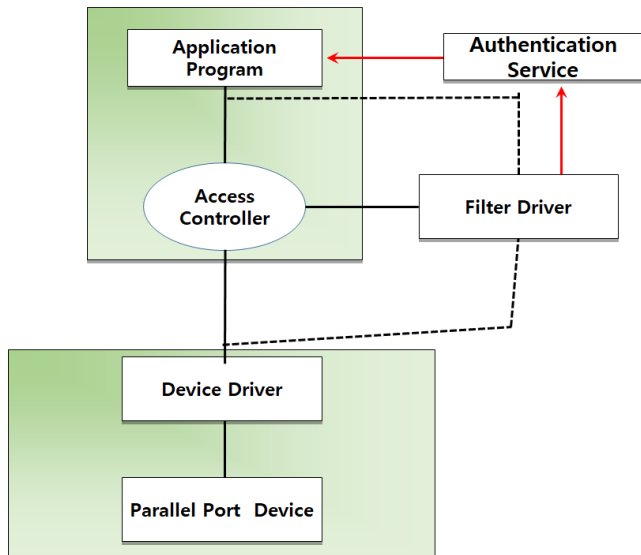 Application
Program
Authentication
Service
Access
Controller
Filter Driver
Device Driver
Parallel Port Device